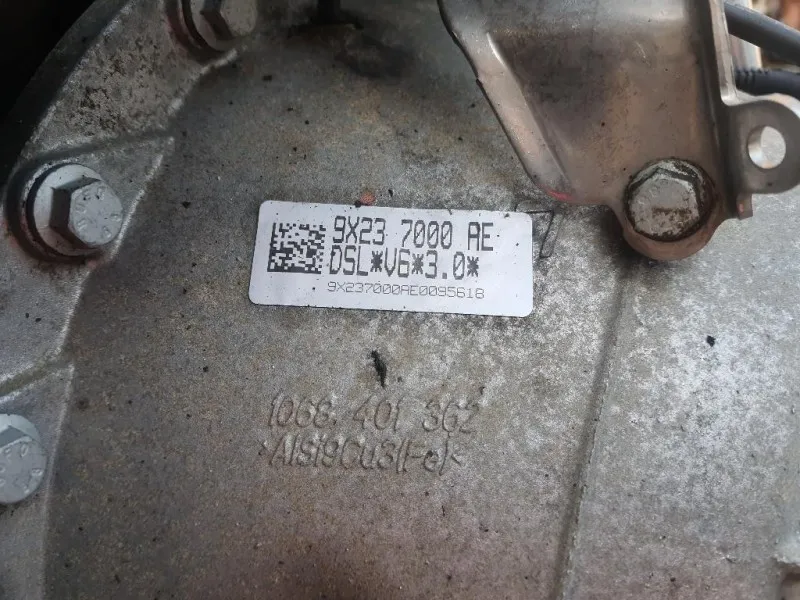 9X23 7000 AE
DSL*V6*3.0*
9X237000AE0095618
1068 401 362
>AlSi9Cu3(Fe)<